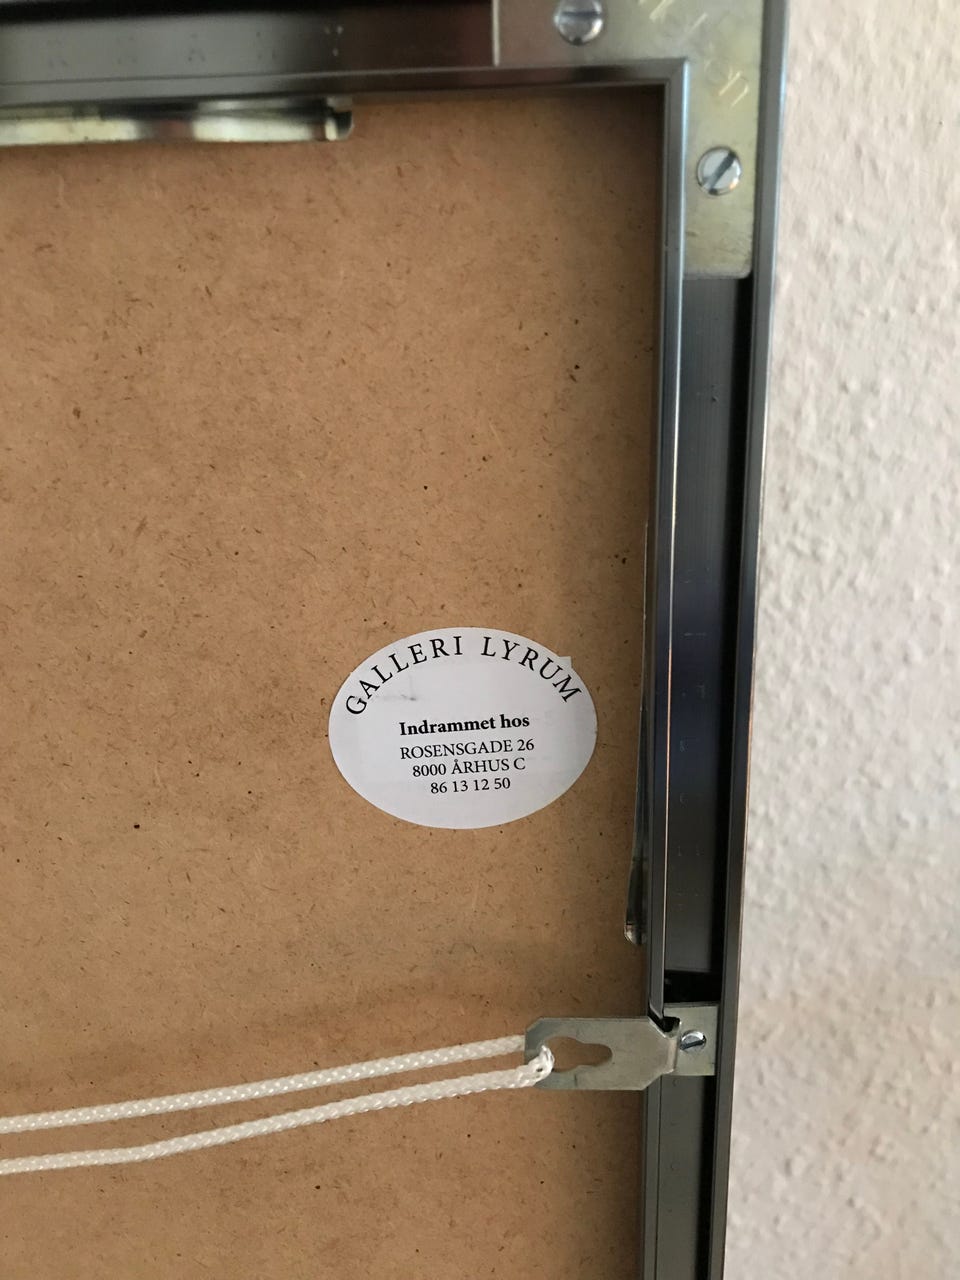 GALLERI LYRUM
Indrammet hos
ROSENSGADE 26
8000 ÅRHUS C
86 13 12 50